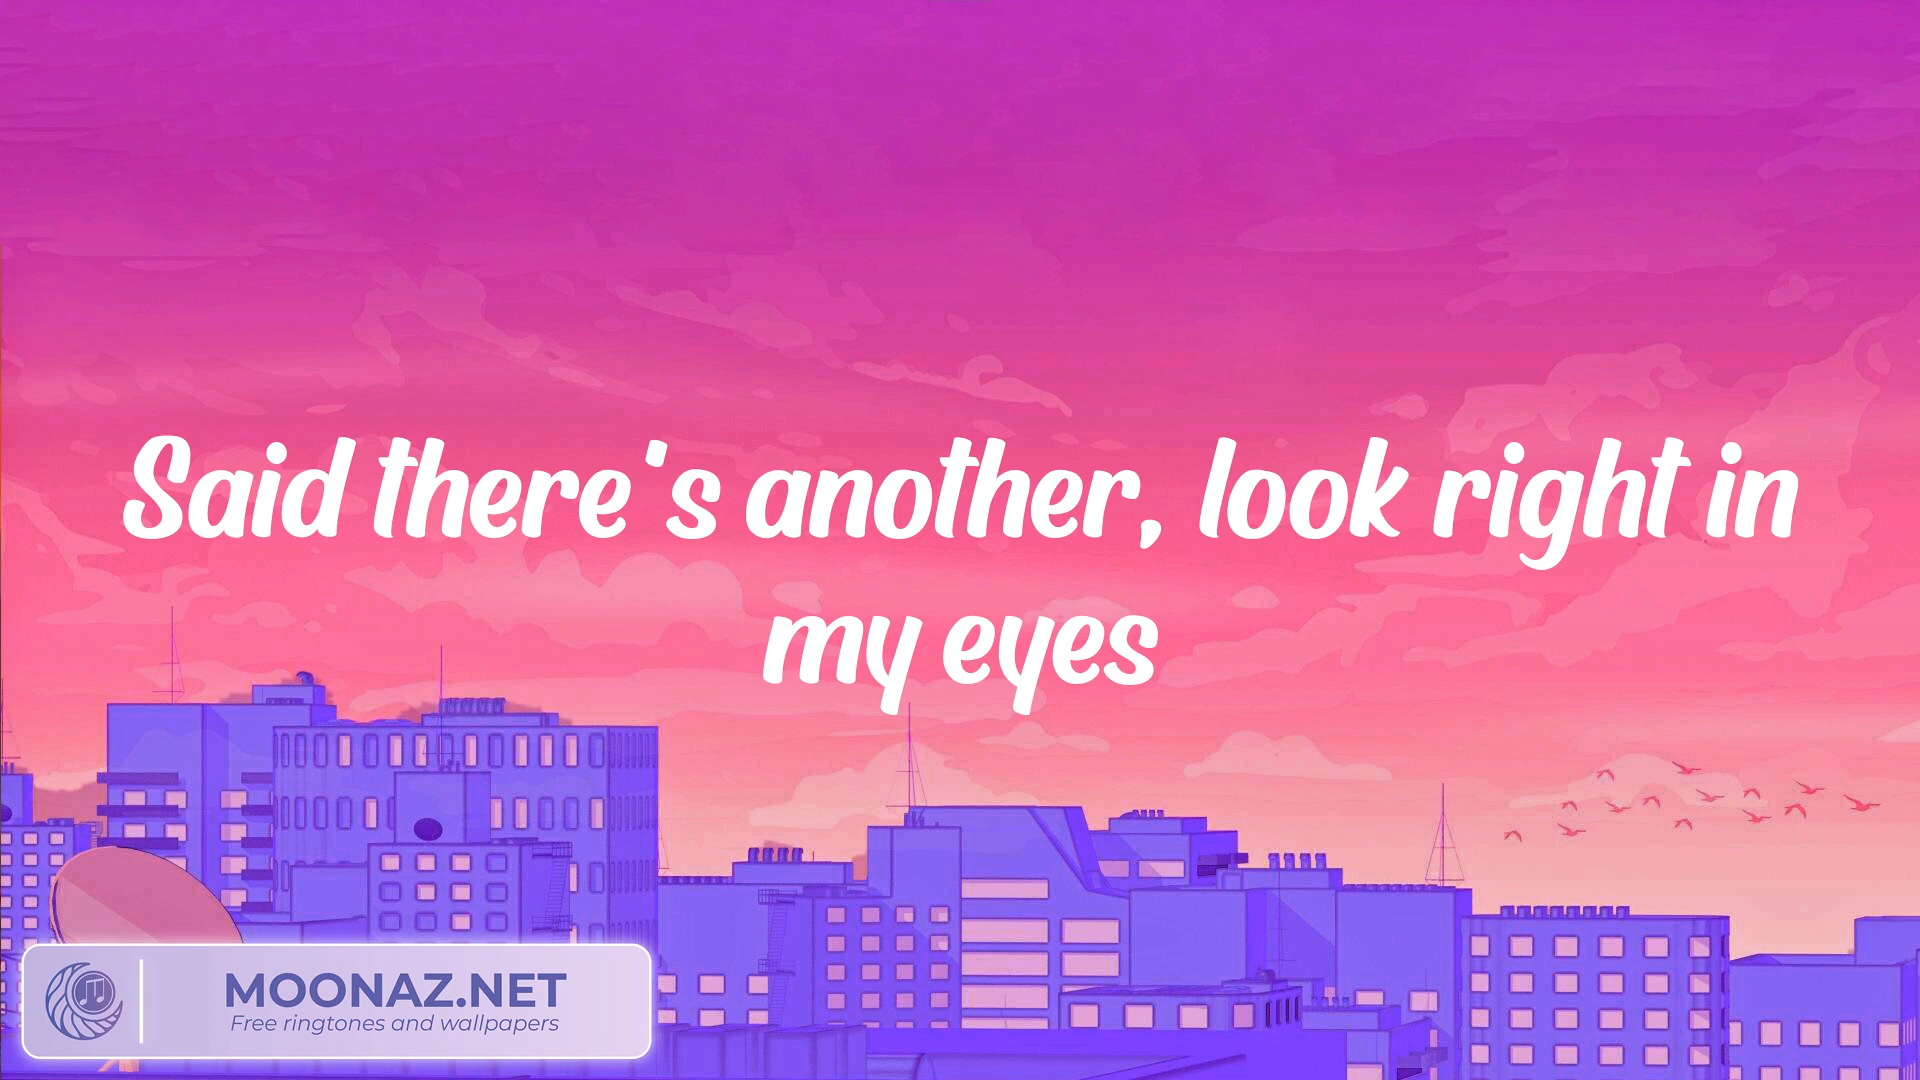 Said there's another, look right in
my eyes
MOONAZ.NET
Free ringtones and wallpapers